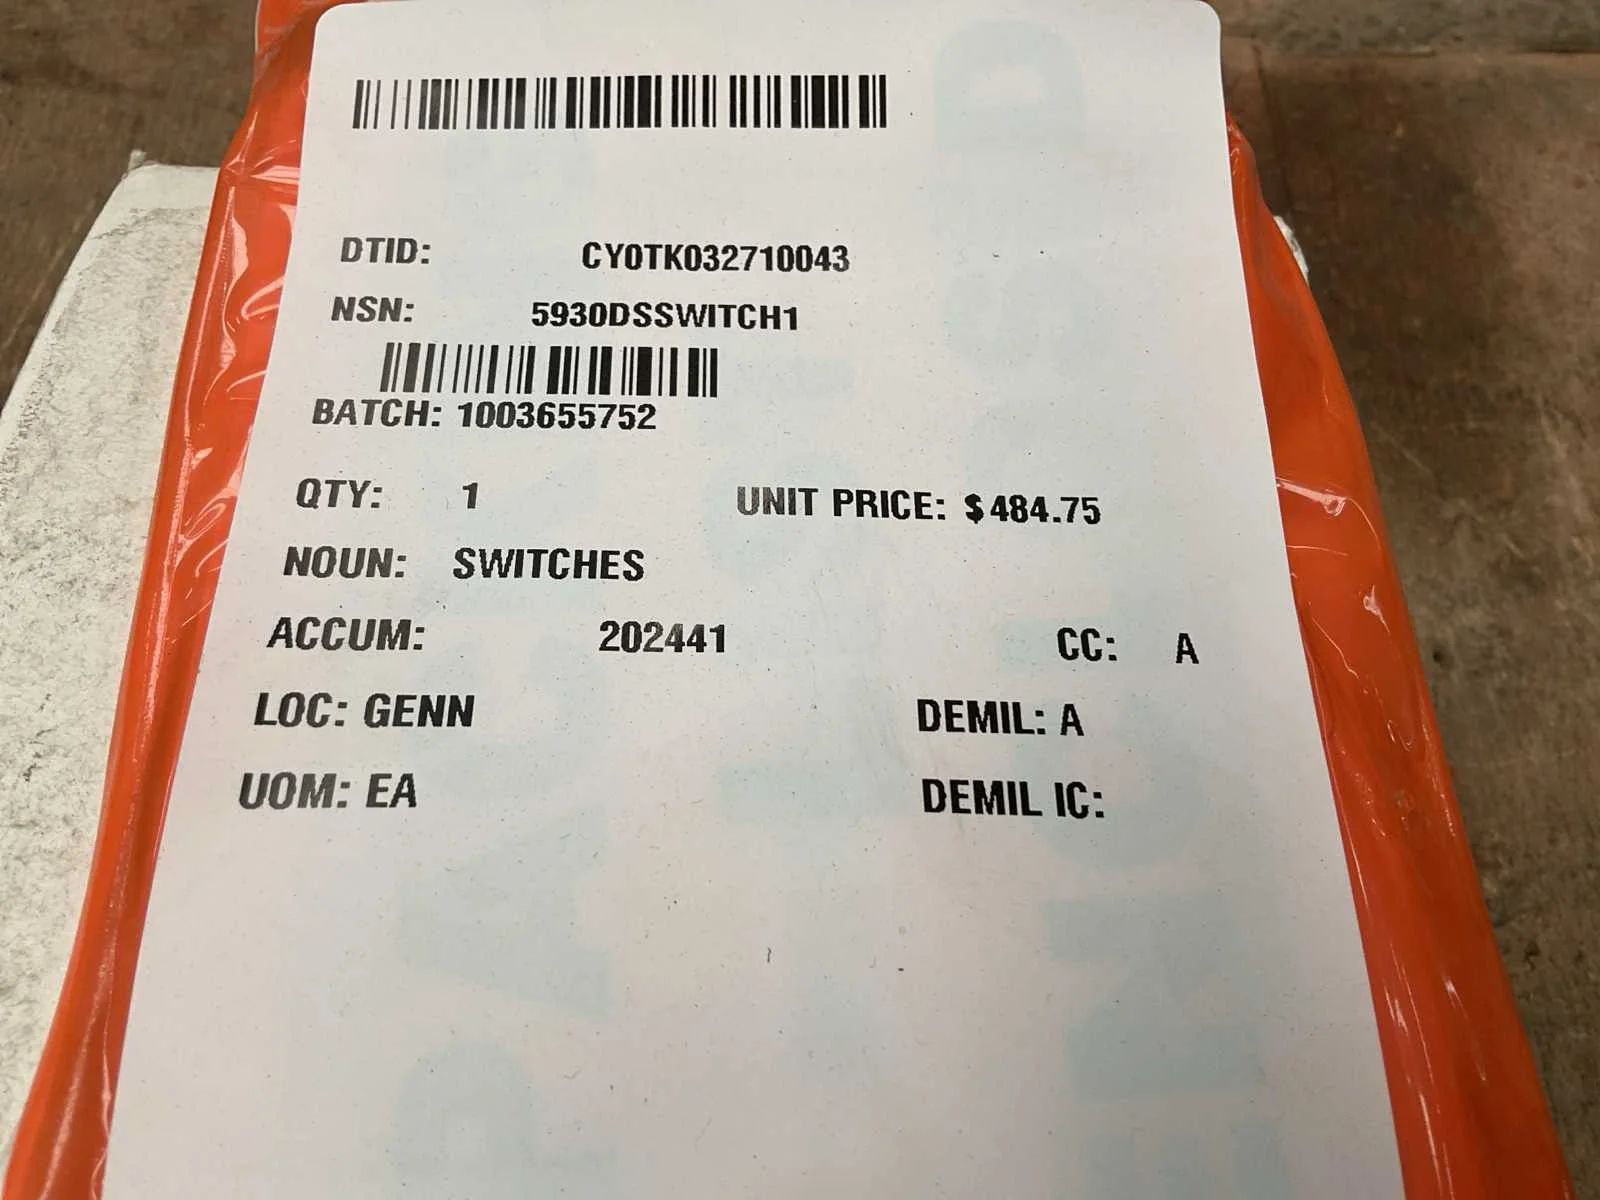 DTID: CY0TK032710043
NSN: 5930DSSWITCH1
BATCH: 1003655752
QTY: 1 UNIT PRICE: $484.75
NOUN: SWITCHES
ACCUM: 202441 CC: A
LOC: GENN DEMIL: A
UOM: EA DEMIL IC: